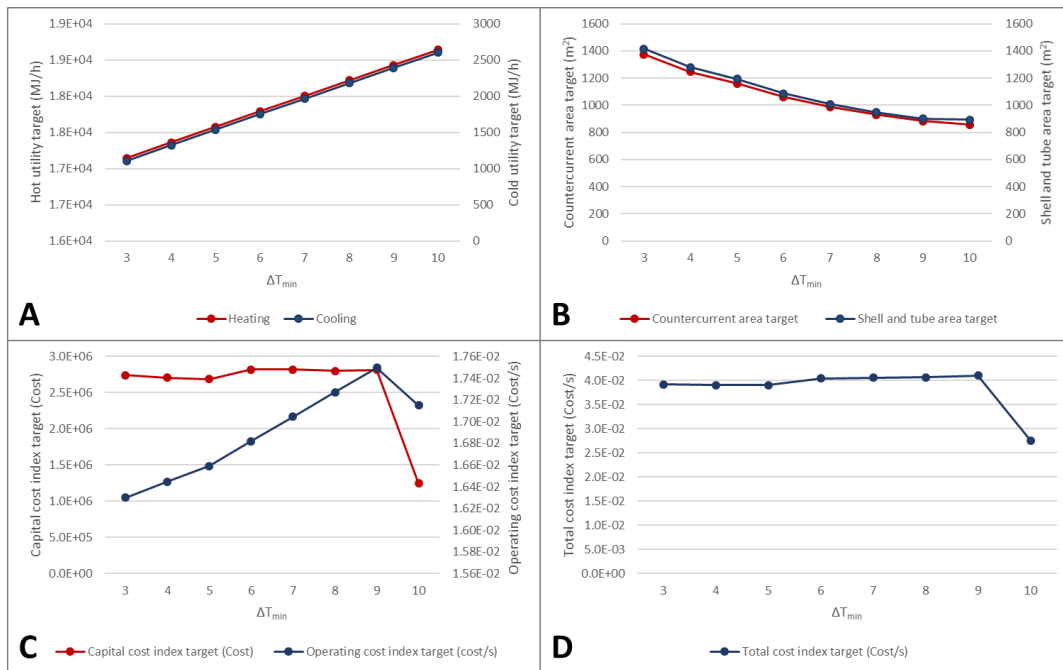 1.9E+04
1.9E+04
1.8E+04
1.8E+04
1.7E+04
1.7E+04
1.6E+04
Hot utility target (MJ/h)
3000
2500
2000
1500
1000
500
0
Cold utility target (MJ/h)
3 4 5 6 7 8 9 10
ΔTmin
A
Heating Cooling
1600
1400
1200
1000
800
600
400
200
0
Countercurrent area target (m²)
1600
1400
1200
1000
800
600
400
200
0
Shell and tube area target (m²)
3 4 5 6 7 8 9 10
ΔTmin
B
Countercurrent area target Shell and tube area target
3.0E+06
2.5E+06
2.0E+06
1.5E+06
1.0E+06
5.0E+05
0.0E+00
Capital cost index target (Cost)
1.76E-02
1.74E-02
1.72E-02
1.70E-02
1.68E-02
1.66E-02
1.64E-02
1.62E-02
1.60E-02
1.58E-02
1.56E-02
Operating cost index target (Cost/s)
3 4 5 6 7 8 9 10
ΔTmin
C
Capital cost index target (Cost) Operating cost index target (cost/s)
4.5E-02
4.0E-02
3.5E-02
3.0E-02
2.5E-02
2.0E-02
1.5E-02
1.0E-02
5.0E-03
0.0E+00
Total cost index target (Cost/s)
3 4 5 6 7 8 9 10
ΔTmin
D
Total cost index target (Cost/s)